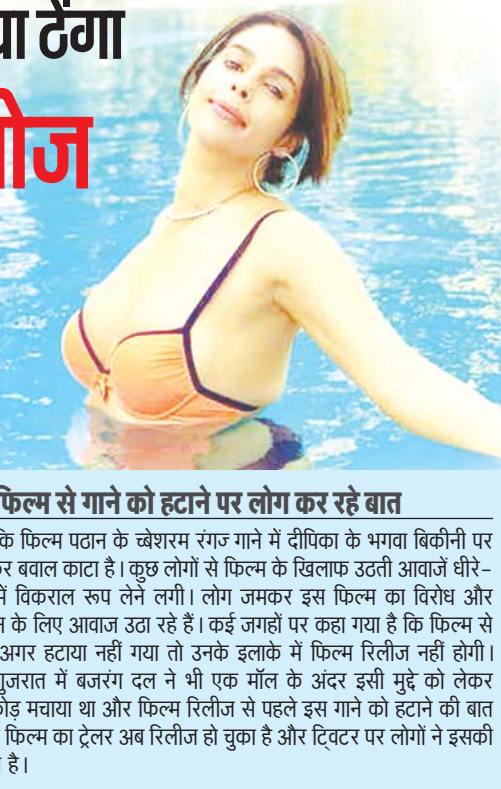 ठेंगा
फिल्म से गाने को हटाने पर लोग कर रहे बात
कि फिल्म पठान के च्बेशरम रंगज गाने में दीपिका के भगवा बिकीनी पर
बवाल काटा है। कुछ लोगों से फिल्म के खिलाफ उठती आवाजें धीरे-
में विकराल रूप लेने लगी। लोग जमकर इस फिल्म का विरोध और
के लिए आवाज उठा रहे हैं। कई जगहों पर कहा गया है कि फिल्म से
अगर हटाया नहीं गया तो उनके इलाके में फिल्म रिलीज नहीं होगी।
गुजरात में बजरंग दल ने भी एक मॉल के अंदर इसी मुद्दे को लेकर
मचाया था और फिल्म रिलीज से पहले इस गाने को हटाने की बात
फिल्म का ट्रेलर अब रिलीज हो चुका है और ट्विटर पर लोगों ने इसकी
है।